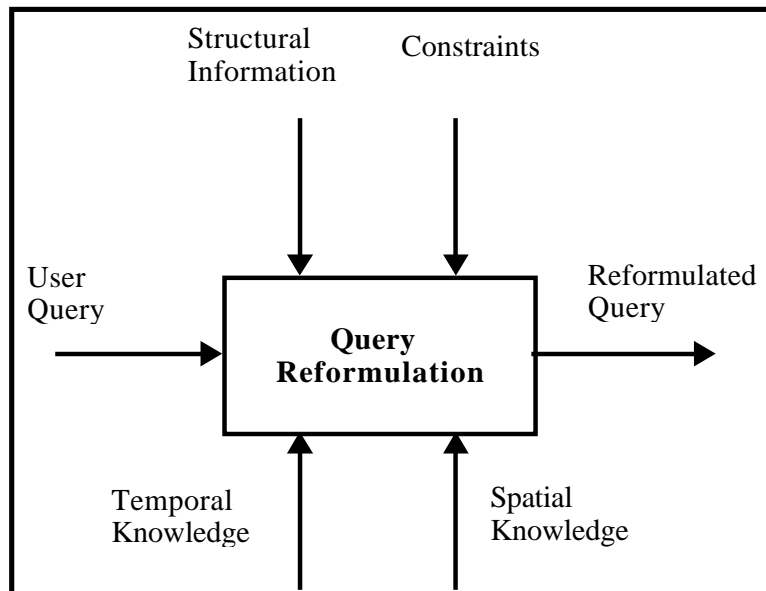 Structural
Information
Constraints
User
Query
Reformulated
Query
Query
Reformulation
Temporal
Knowledge
Spatial
Knowledge